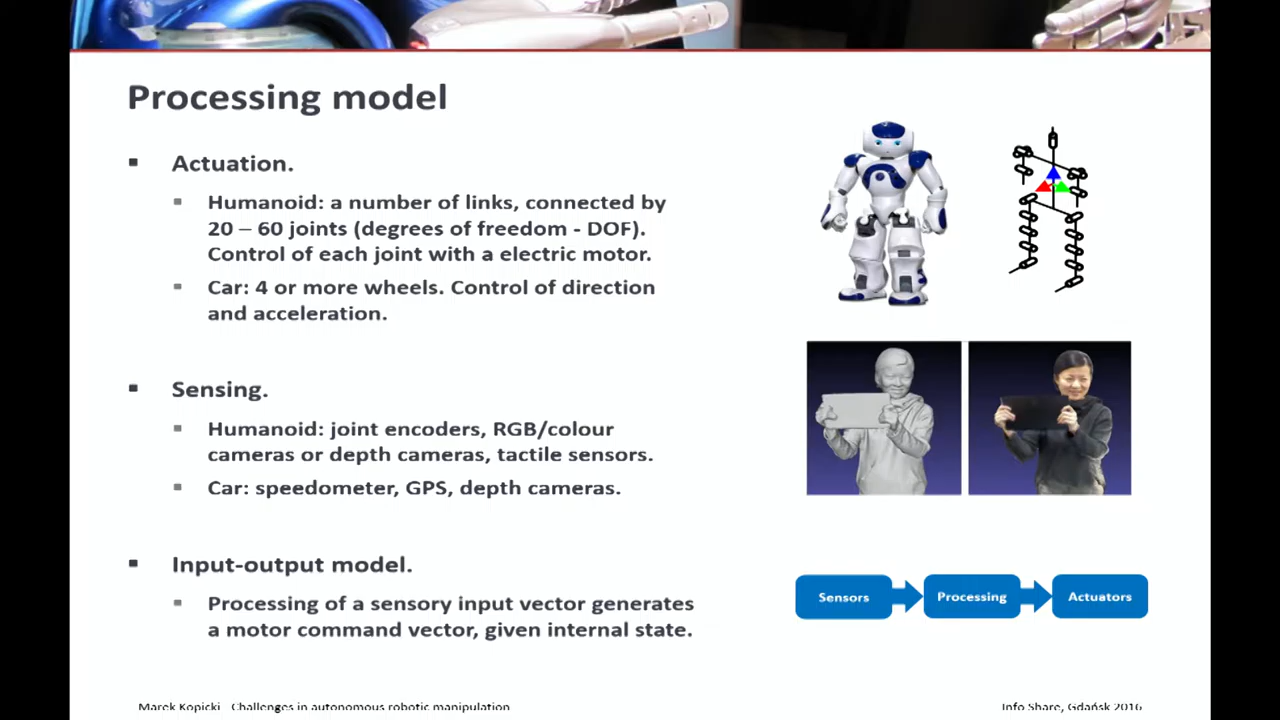 Processing model
Actuation.
Humanoid: a number of links, connected by
20 – 60 joints (degrees of freedom - DOF).
Control of each joint with a electric motor.
Car: 4 or more wheels. Control of direction
and acceleration.
Sensing.
Humanoid: joint encoders, RGB/colour
cameras or depth cameras, tactile sensors.
Car: speedometer, GPS, depth cameras.
Input-output model.
Processing of a sensory input vector generates
a motor command vector, given internal state.
Sensors
Processing
Actuators
Marek Kopicki - Challenges in autonomous robotic manipulation
Info Share, Gdańsk 2016